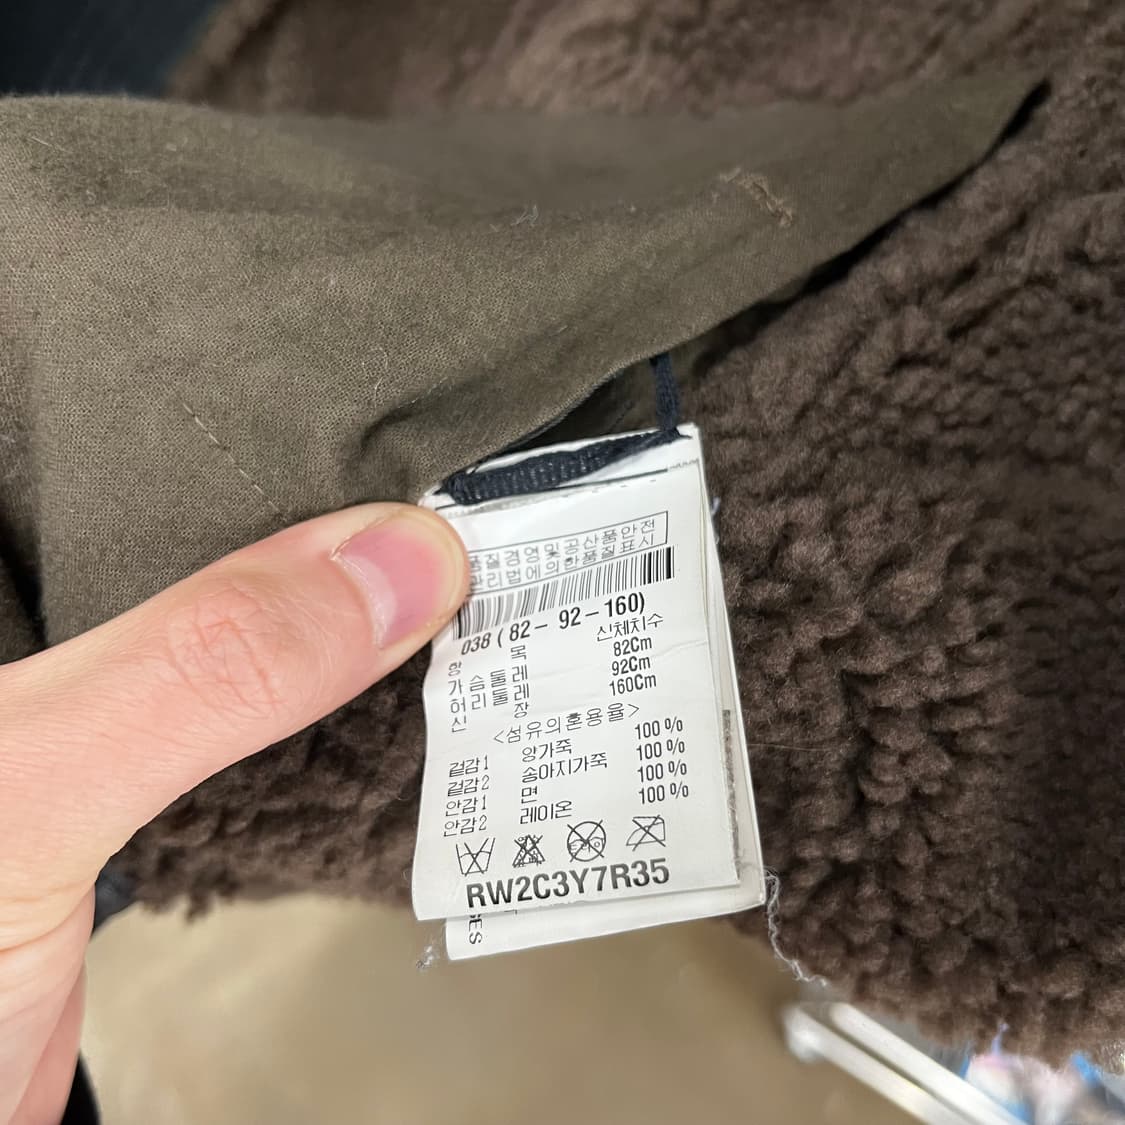 품질경영및공산품안전
관리법에의한품질표시
038 ( 82 – 92 – 160)
항 목 신체치수
가슴둘레 82Cm
허리둘레 92Cm
신 장 160Cm
<섬유의혼용율>
겉감1 양가죽 100 %
겉감2 송아지가죽 100 %
안감1 면 100 %
안감2 레이온 100 %
RW2C3Y7R35